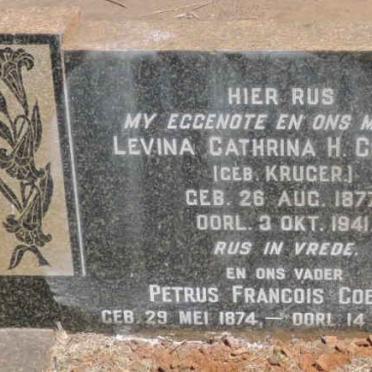 HIER RUS
MY EGGENOTE EN ONS
LEVINA CATHRINA H.
(GEB. KRUGER.)
GEB. 26 AUG. 1877
OORL. 3 OKT. 1941
RUS IN VREDE.
EN ONS VADER
PETRUS FRANCOIS
GEB. 29 MEI 1874, — OORL. 14